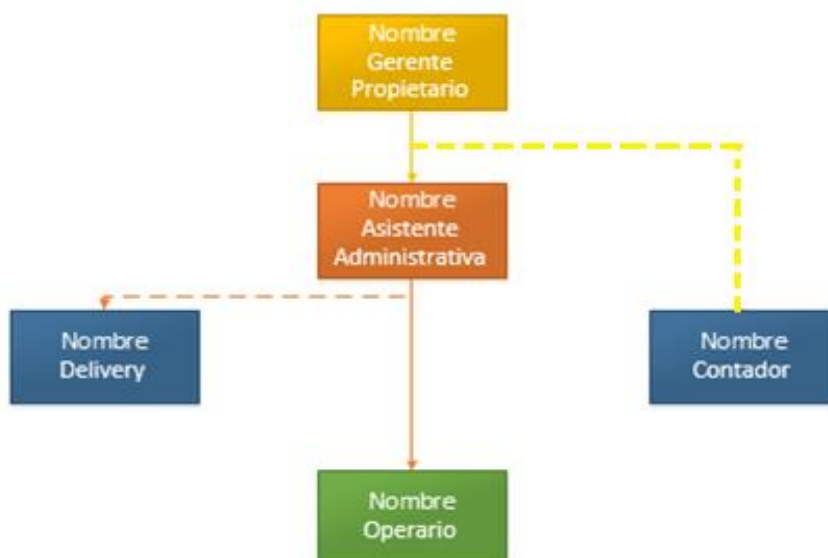 Nombre
Gerente
Propietario
Nombre
Asistente
Administrativa
Nombre
Delivery
Nombre
Contador
Nombre
Operario